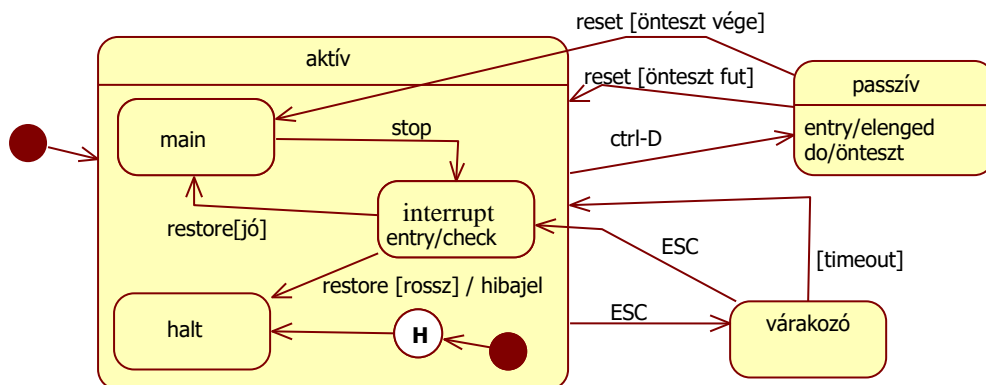 reset [önteszt vége]
aktív
reset [önteszt fut]
passzív
entry/elenged
do/önteszt
main
stop
ctrl-D
interrupt
entry/check
restore[jó]
ESC
[timeout]
restore [rossz] / hibajel
halt
H
ESC
várakozó